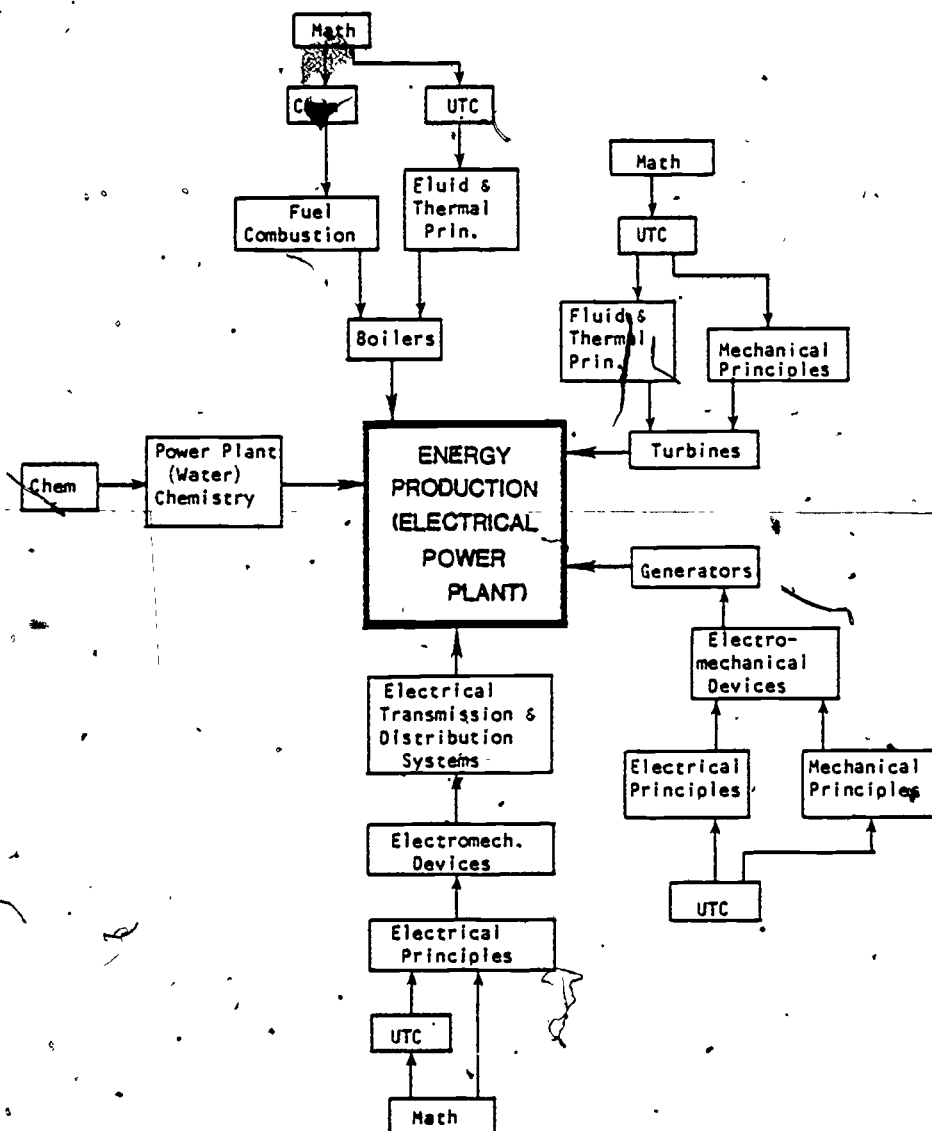 Math
UTC
Fluid &
Thermal
Prin.
Fuel
Combustion
Boilers
Math
UTC
Fluid &
Thermal
Prin.
Mechanical
Principles
Turbines
Chem
Power Plant
(Water)
Chemistry
ENERGY
PRODUCTION
(ELECTRICAL
POWER
PLANT)
Generators
Electro-
mechanical
Devices
Electrical
Principles
Mechanical
Principles
UTC
Electrical
Transmission &
Distribution
Systems
Electromech.
Devices
Electrical
Principles
UTC
Math